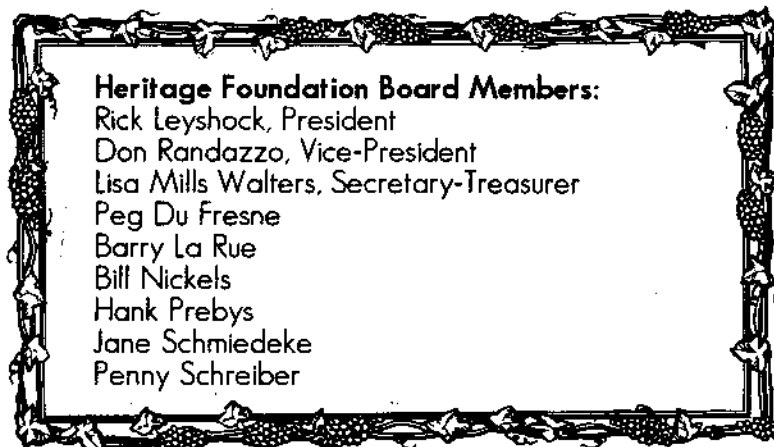 Heritage Foundation Board Members:
Rick Leyshock, President
Don Randazzo, Vice-President
Lisa Mills Walters, Secretary-Treasurer
Peg Du Fresne
Barry La Rue
Bill Nickels
Hank Prebys
Jane Schmiedeke
Penny Schreiber